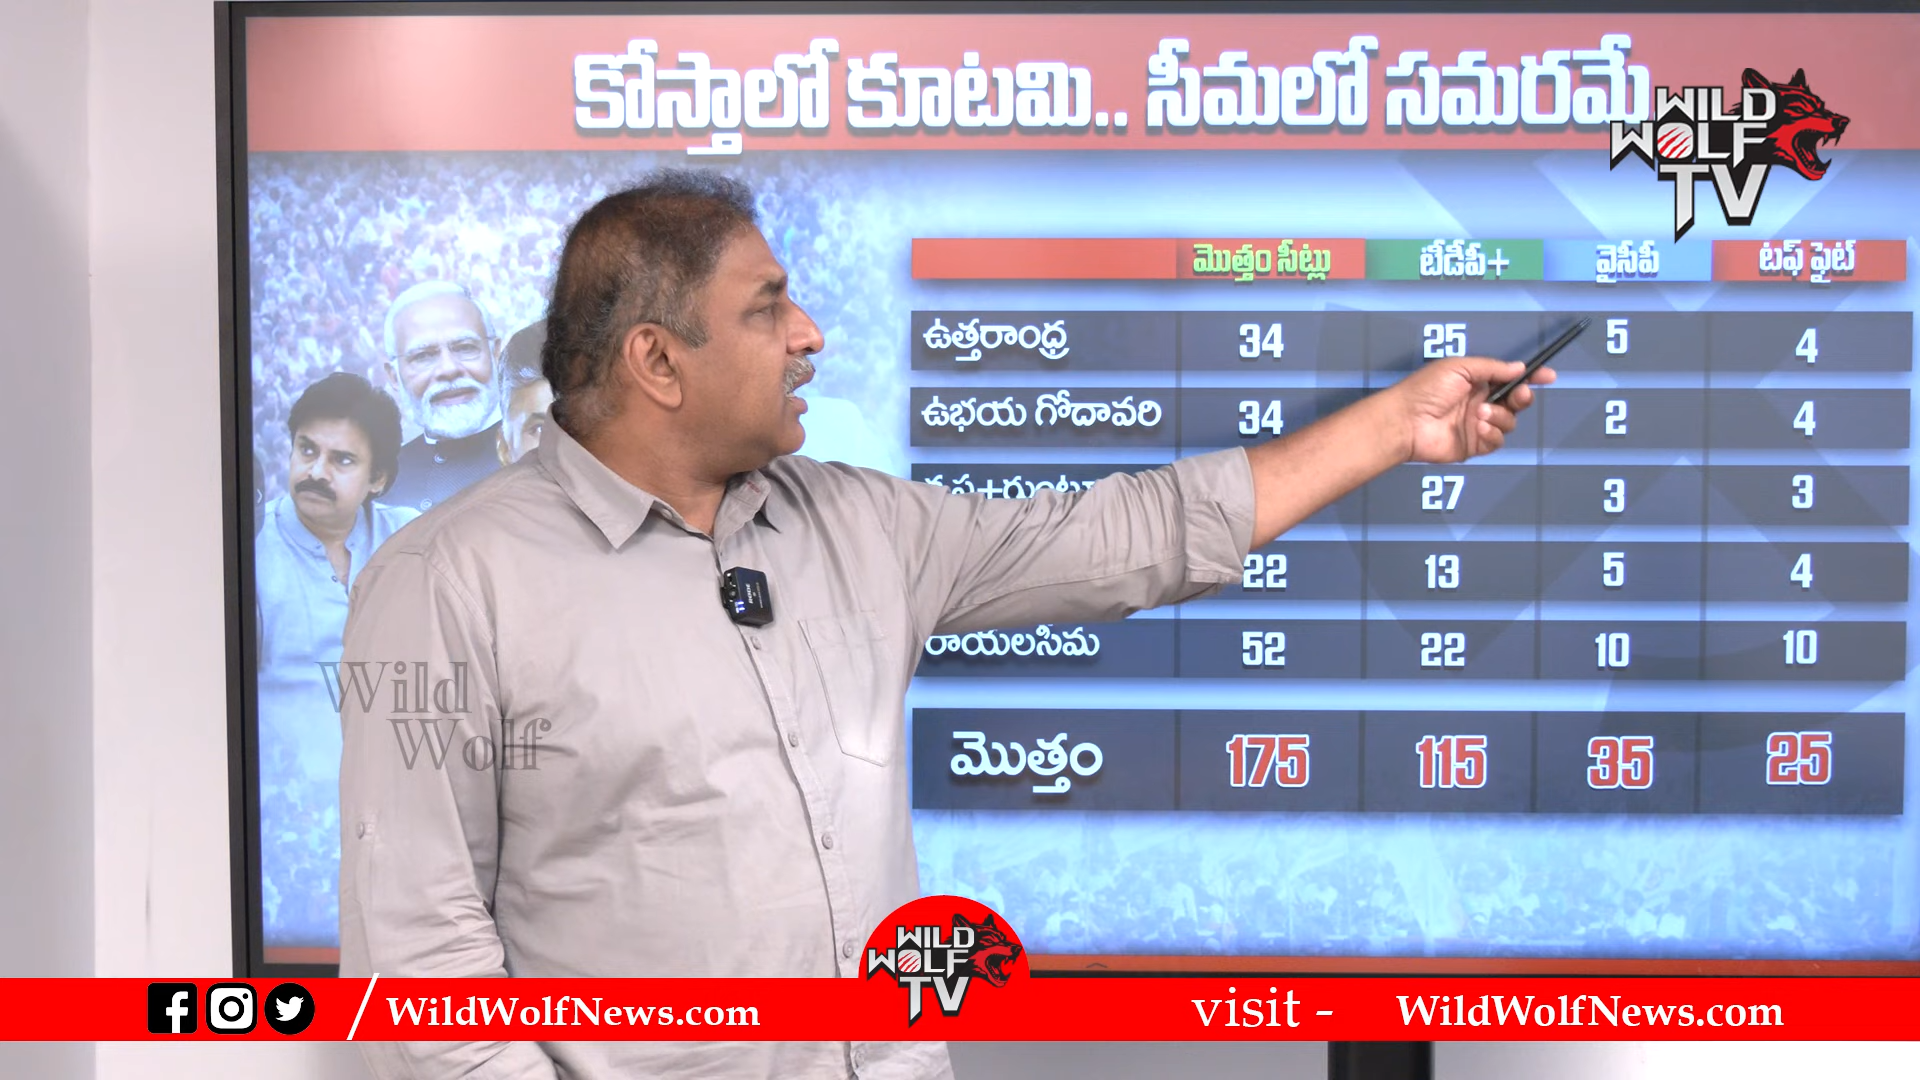 కోస్తాలో కూటమి.. సీమలో సమరమే
WILD
WOLF
TV
మొత్తం సీట్లు టీడీపీ+ వైసీపీ టఫ్ ఫైట్
ఉత్తరాంధ్ర 34 25 5 4
ఉభయ గోదావరి 34 2 4
27 3 3
22 13 5 4
రాయలసీమ 52 22 10 10
మొత్తం 175 115 35 25
Wild
Wolf
WILD
WOLF
TV
WildWolfNews.com
visit - WildWolfNews.com